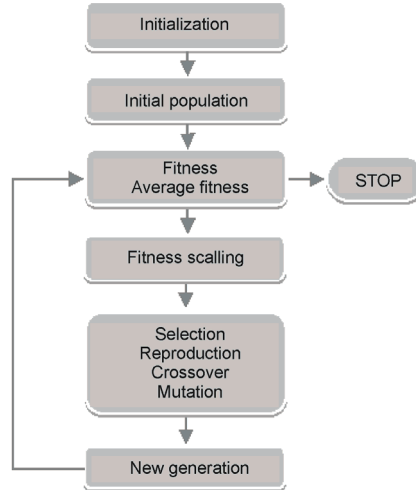 Initialization
Initial population
Fitness
Average fitness
STOP
Fitness scalling
Selection
Reproduction
Crossover
Mutation
New generation